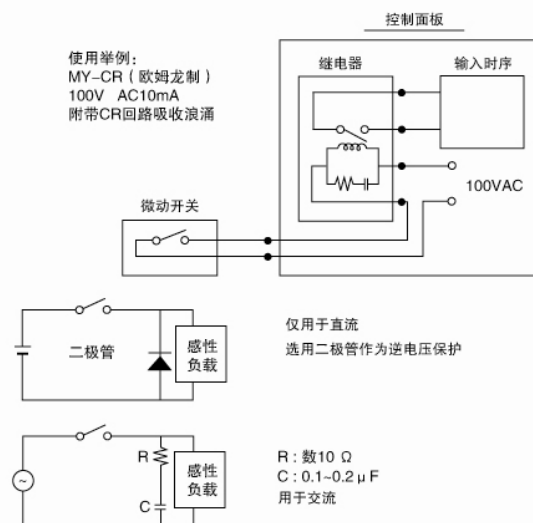 控制面板
使用举例：
MY-CR（欧姆龙制）
100V AC10mA
附带CR回路吸收浪涌
继电器
输入时序
100VAC
微动开关
二极管
感性
负载
仅用于直流
选用二极管作为逆电压保护
R
C
感性
负载
R：数10 Ω
C：0.1~0.2μF
用于交流